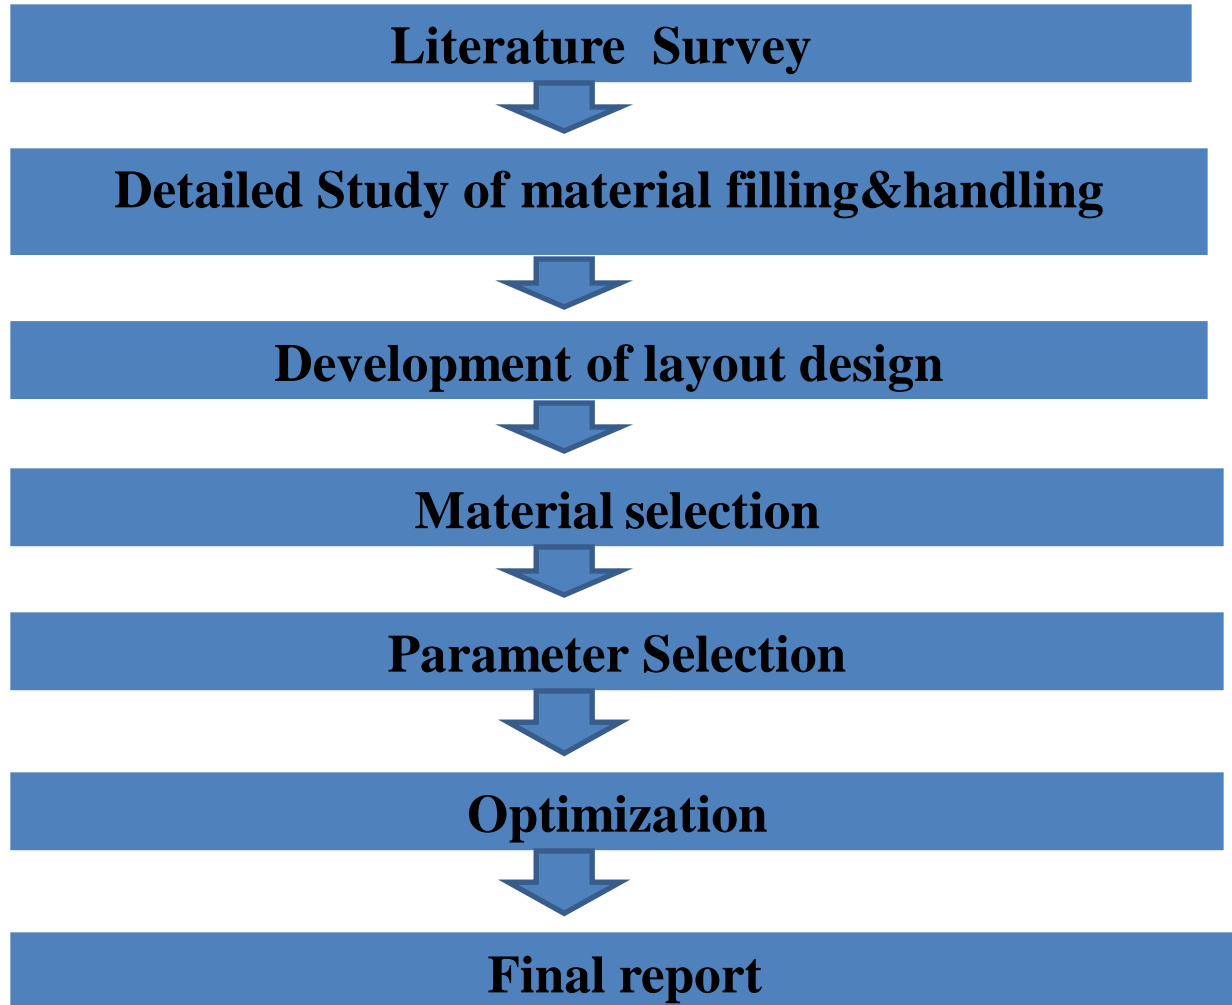 Literature  Survey
Detailed Study of material filling&handling
Development of layout design
Material selection
Parameter Selection
Optimization
Final report